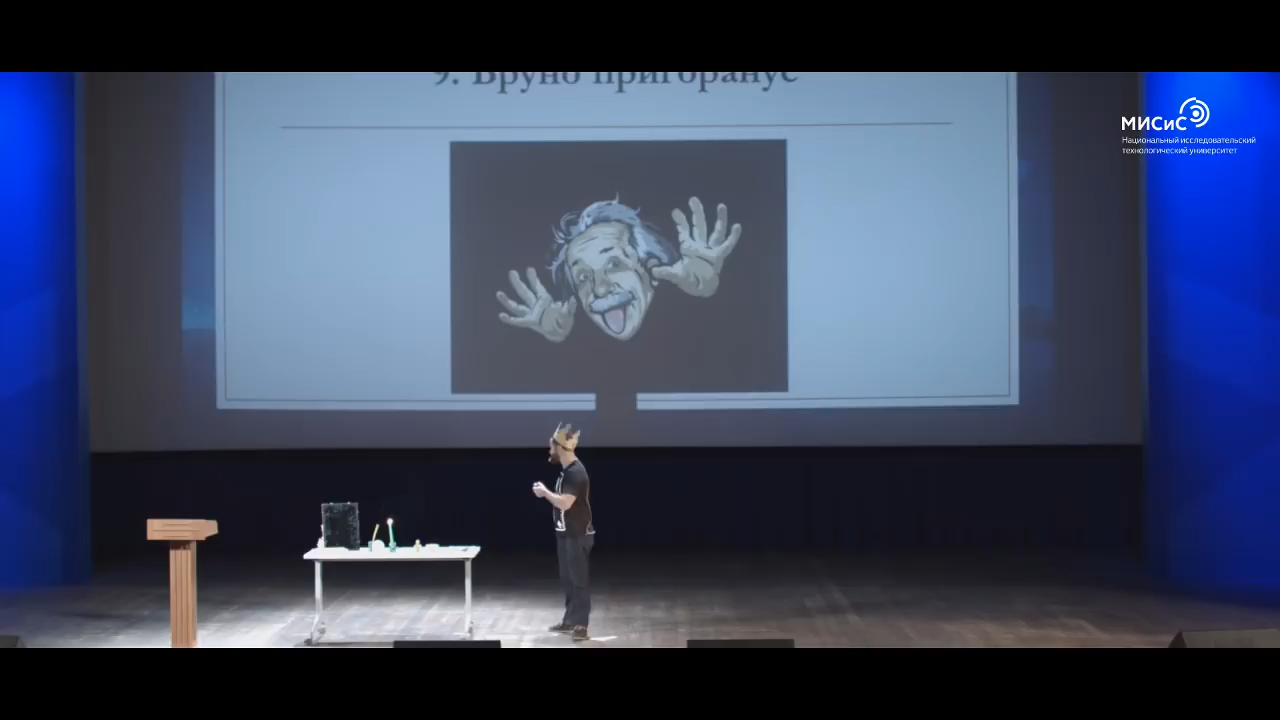 9. Бруно пригоранус
МИСиС
Национальный исследовательский
технологический университет